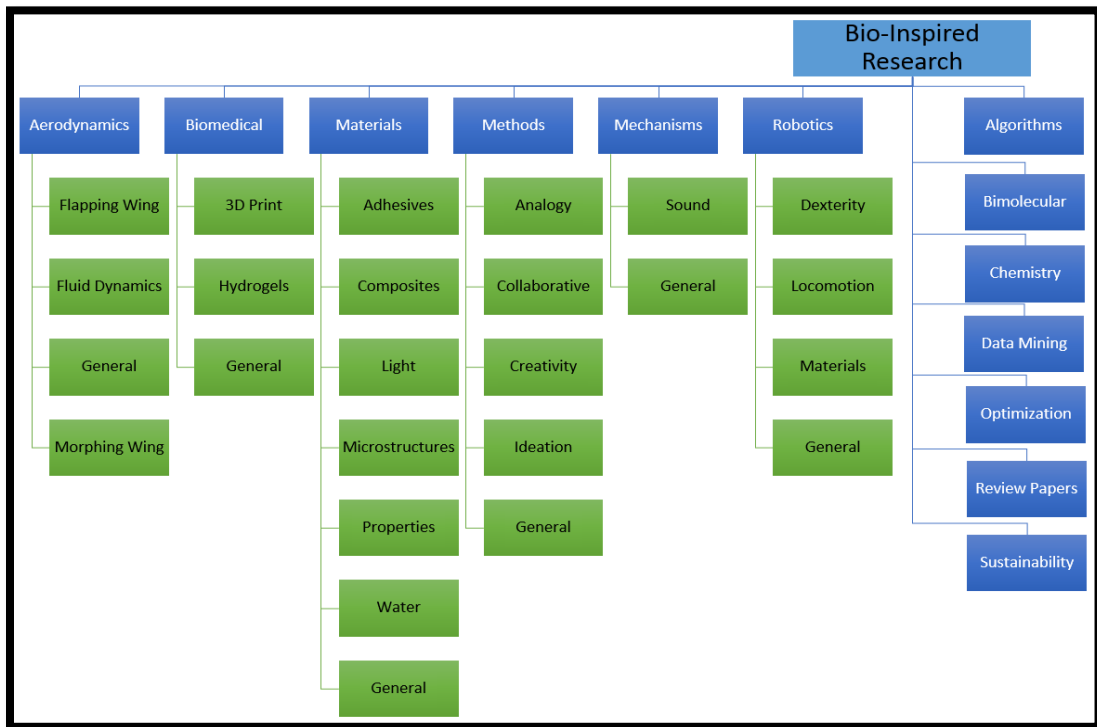 Bio-Inspired
Research
Aerodynamics
Biomedical
Materials
Methods
Mechanisms
Robotics
Algorithms
Flapping Wing
Fluid Dynamics
General
Morphing Wing
3D Print
Hydrogels
General
Adhesives
Composites
Light
Microstructures
Properties
Water
General
Analogy
Collaborative
Creativity
Ideation
General
Sound
General
Dexterity
Locomotion
Materials
General
Bimolecular
Chemistry
Data Mining
Optimization
Review Papers
Sustainability